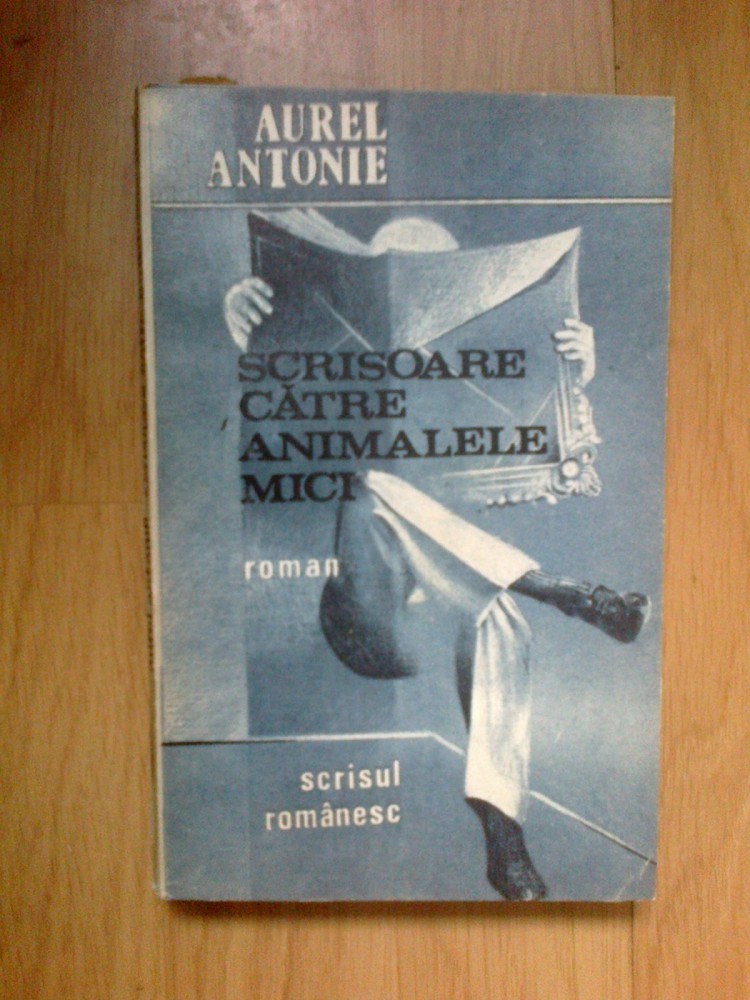 AUREL
ANTONIE
SCRISOARE
CĂTRE
ANIMALELE
MICI
roman
scrisul
românesc